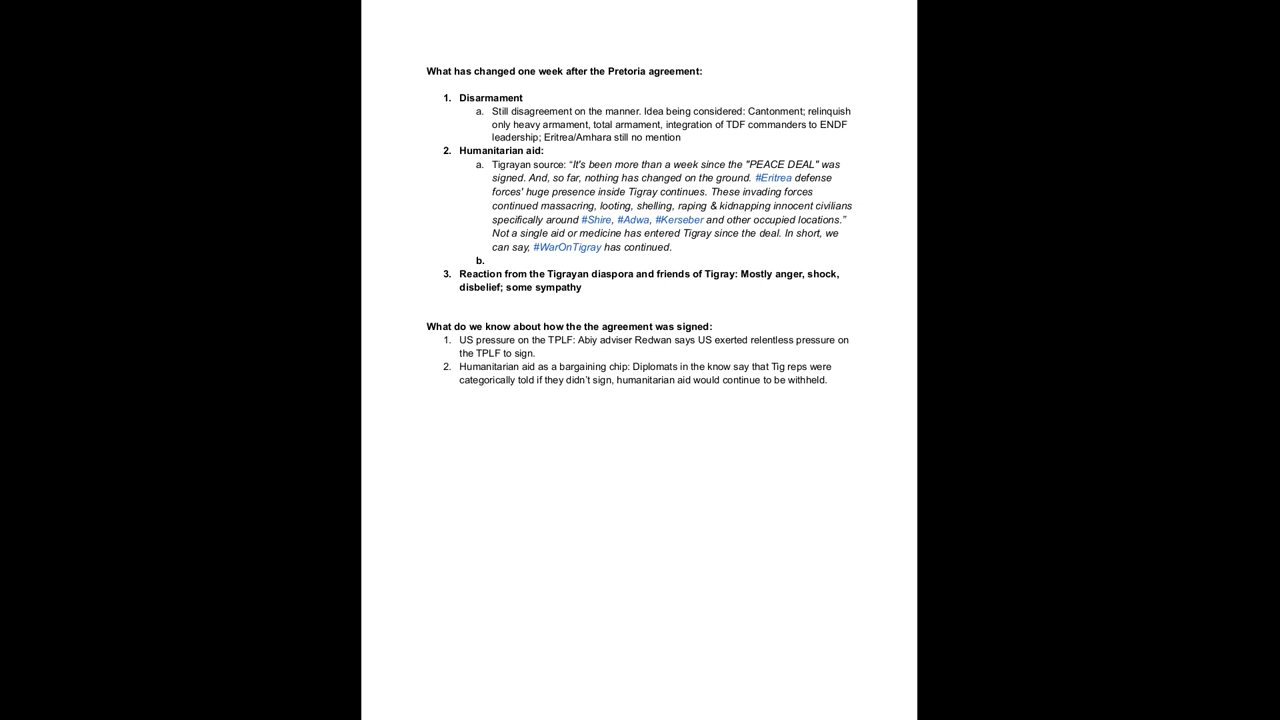 What has changed one week after the Pretoria agreement:
1. Disarmament
a. Still disagreement on the manner. Idea being considered: Cantonment; relinquish
only heavy armament, total armament, integration of TDF commanders to ENDF
leadership; Eritrea/Amhara still no mention
2. Humanitarian aid:
a. Tigrayan source: “It's been more than a week since the "PEACE DEAL" was
signed. And, so far, nothing has changed on the ground. #Eritrea defense
forces' huge presence inside Tigray continues. These invading forces
continued massacring, looting, shelling, raping & kidnapping innocent civilians
specifically around #Shire, #Adwa, #Kerseber and other occupied locations.”
Not a single aid or medicine has entered Tigray since the deal. In short, we
can say, #WarOnTigray has continued.
b.
3. Reaction from the Tigrayan diaspora and friends of Tigray: Mostly anger, shock,
disbelief; some sympathy
What do we know about how the the agreement was signed:
1. US pressure on the TPLF: Abiy adviser Redwan says US exerted relentless pressure on
the TPLF to sign.
2. Humanitarian aid as a bargaining chip: Diplomats in the know say that Tig reps were
categorically told if they didn’t sign, humanitarian aid would continue to be withheld.